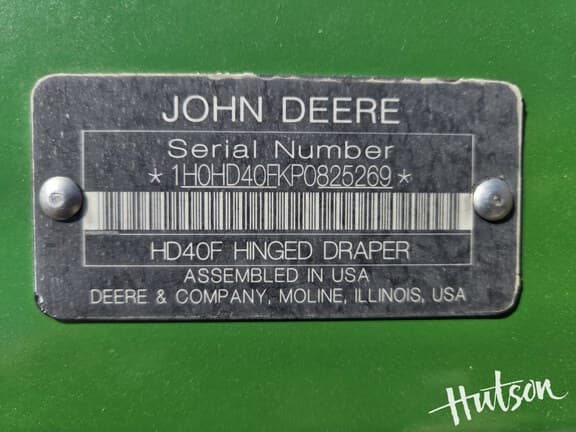 JOHN DEERE
Serial Number
*1H0HD40FKP0825269*
HD40F HINGED DRAPER
ASSEMBLED IN USA
DEERE & COMPANY, MOLINE, ILLINOIS, USA
Hutson